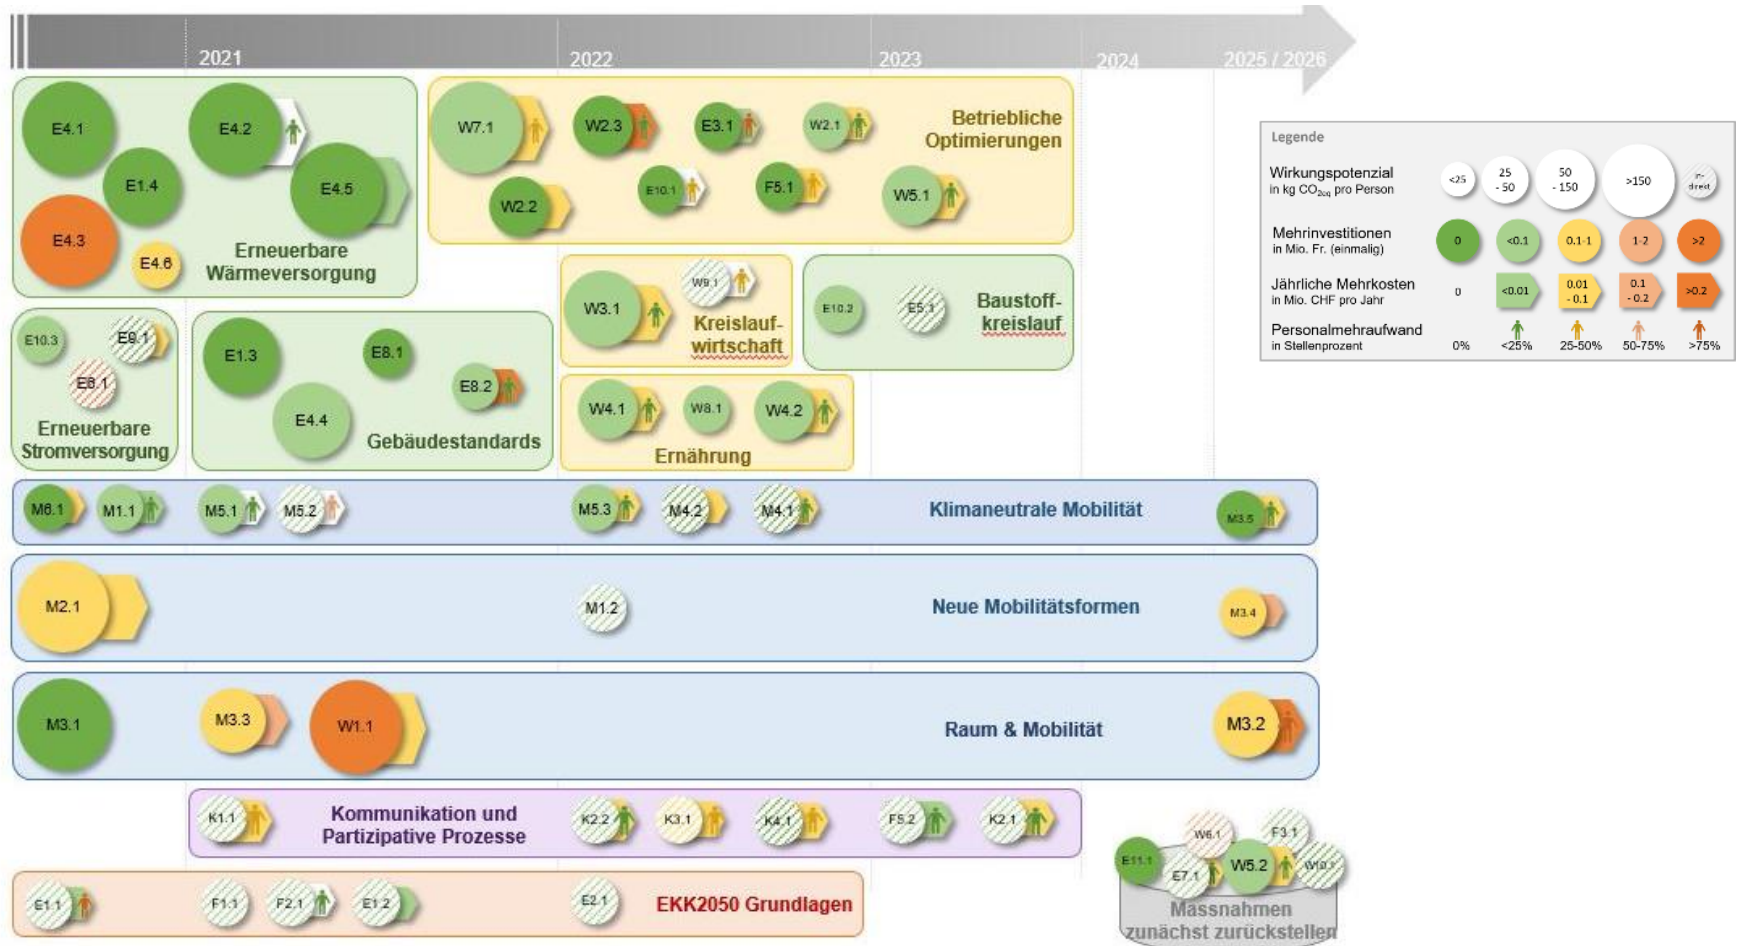 2021
2022
2023
2024
2025 / 2026
E4.1
E4.2
E1.4
E4.5
E4.3
E4.6
Erneuerbare
Wärmeversorgung
W7.1
W2.3
E3.1
W2.1
Betriebliche
Optimierungen
W2.2
E10.1
F5.1
W5.1
Legende
Wirkungspotenzial
in kg CO2eq pro Person
<25
25
- 50
50
- 150
>150
in-
direkt
Mehrinvestitionen
in Mio. Fr. (einmalig)
0
<0.1
0.1-1
1-2
>2
Jährliche Mehrkosten
in Mio. CHF pro Jahr
0
<0.01
0.01
- 0.1
0.1
- 0.2
>0.2
Personalmehraufwand
in Stellenprozent
0%
<25%
25-50%
50-75%
>75%
E10.3
E9.1
E6.1
Erneuerbare
Stromversorgung
E1.3
E8.1
E8.2
E4.4
Gebäudestandards
W3.1
W9.1
Kreislauf-
wirtschaft
E10.2
E5.1
Baustoff-
kreislauf
W4.1
W8.1
W4.2
Ernährung
M6.1
M1.1
M5.1
M5.2
M5.3
M4.2
M4.1
Klimaneutrale Mobilität
M3.5
M2.1
M1.2
Neue Mobilitätsformen
M3.4
M3.1
M3.3
W1.1
Raum & Mobilität
M3.2
K1.1
Kommunikation und
Partizipative Prozesse
K2.2
K3.1
K4.1
F5.2
K2.1
E1.1
F1.1
F2.1
E1.2
E2.1
EKK2050 Grundlagen
W6.1
F3.1
E11.1
E7.1
W5.2
W10.1
Massnahmen
zunächst zurückstellen